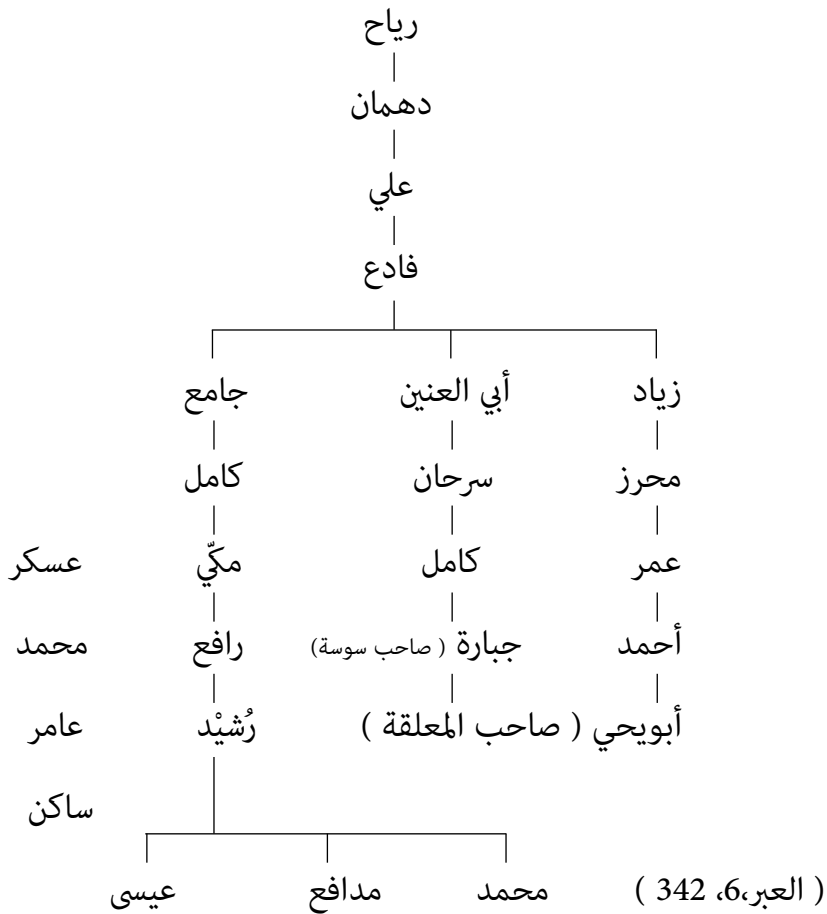 رياح
دهمان
علي
فادع
زياد أبي العنين جامع
محرز سرحان كامل
عمر كامل مكّي عسكر
أحمد جبارة ( صاحب سوسة) رافع محمد
أبويحي ( صاحب المعلقة ) رُشيْد عامر
ساكن
( العبر،6، 342 ) محمد مدافع عيسى